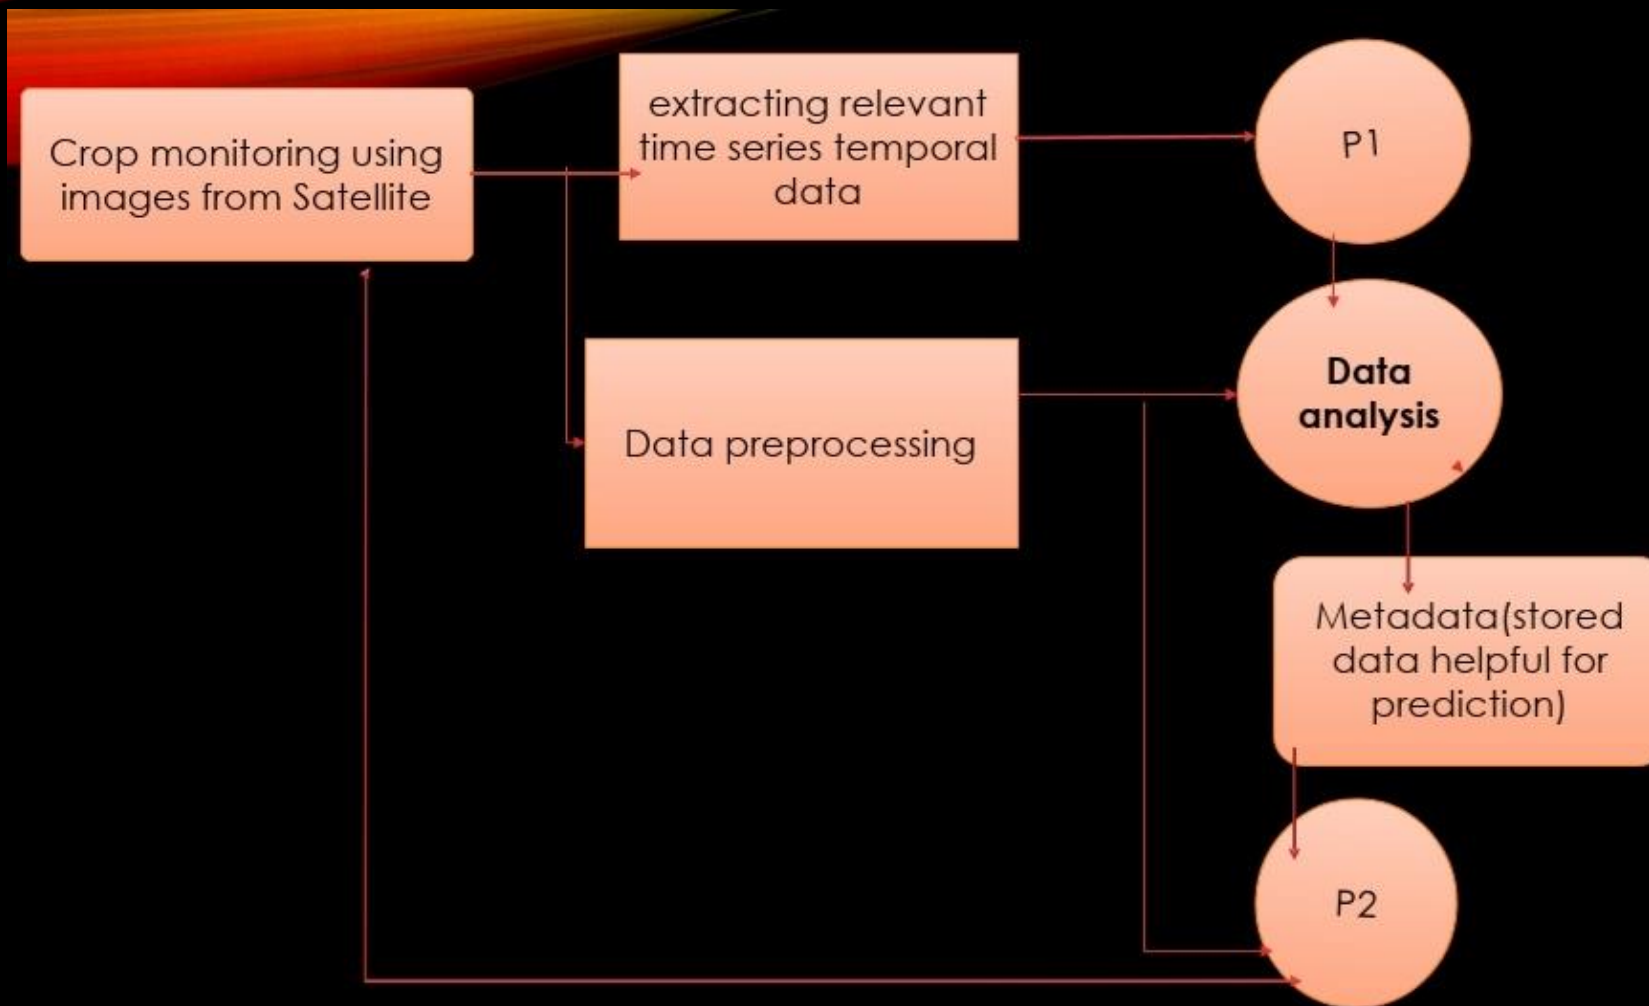 Crop monitoring using
images from Satellite
extracting relevant
time series temporal
data
P1
Data preprocessing
Data
analysis
Metadata(stored
data helpful for
prediction)
P2